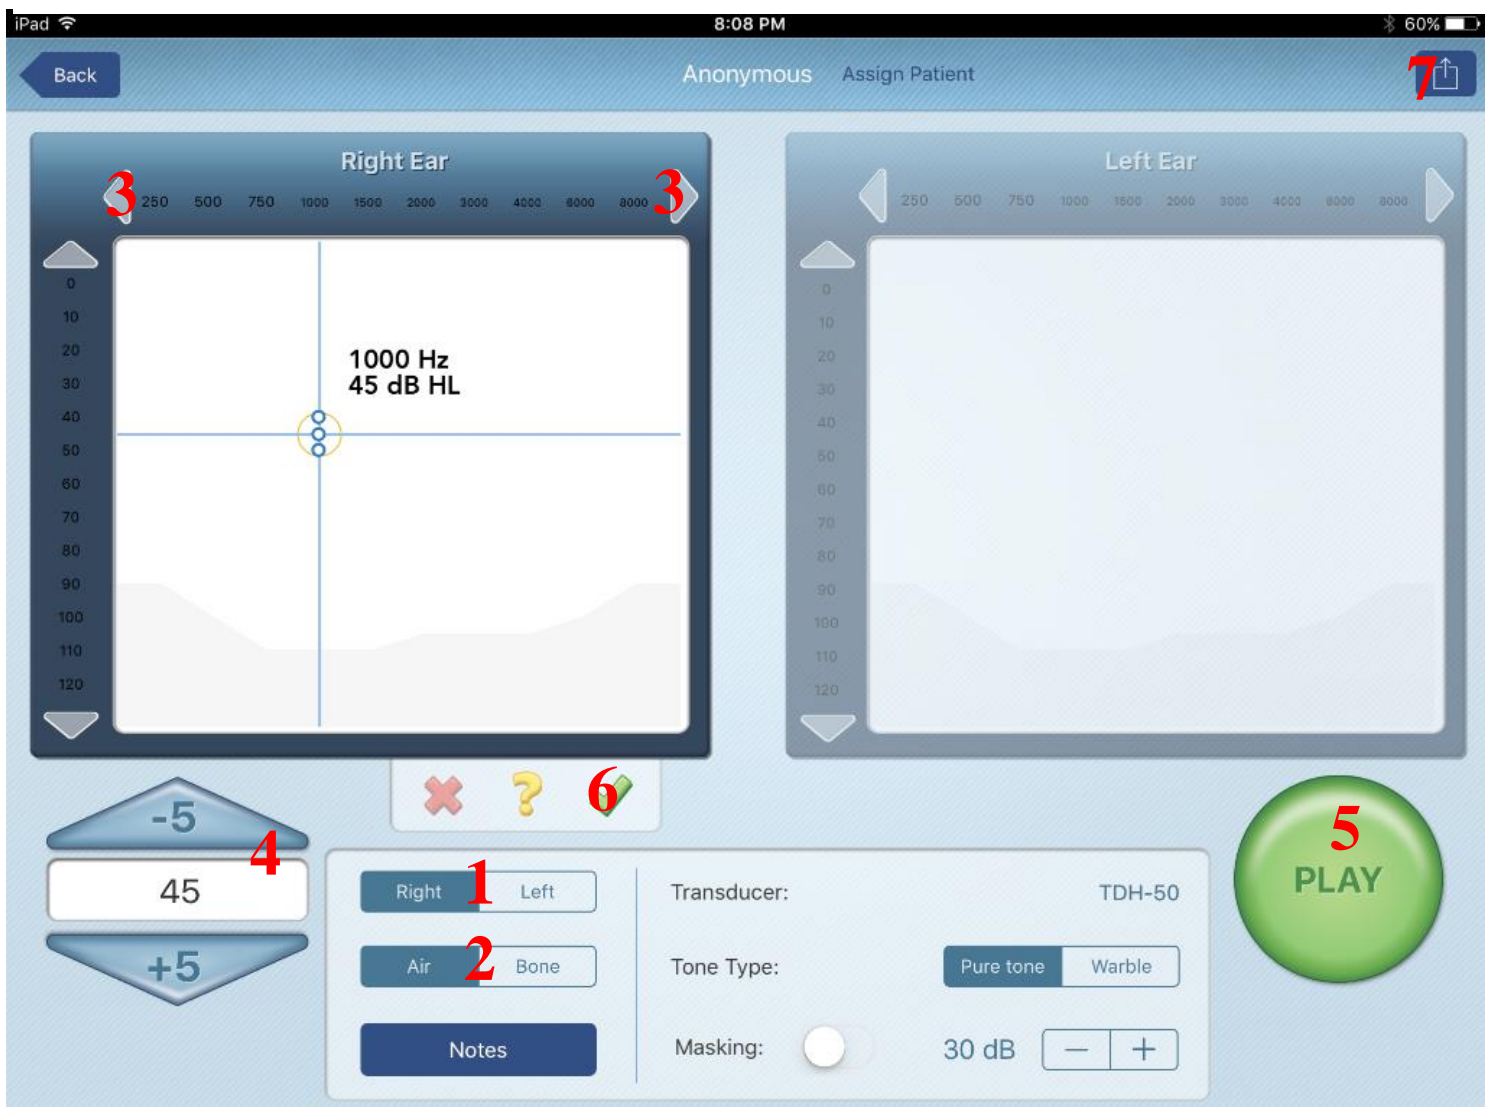 iPad 8:08 PM 60%
Back Anonymous Assign Patient 7
Right Ear
3 250 500 750 1000 1500 2000 3000 4000 6000 8000 3
0
10
20
30
40
50
60
70
80
90
100
110
120
1000 Hz
45 dB HL
Left Ear
250 500 750 1000 1500 2000 3000 4000 6000 8000
0
10
20
30
40
50
60
70
80
90
100
110
120
6
-5
4
45
+5
Right 1 Left
Air 2 Bone
Notes
Transducer: TDH-50
Tone Type: Pure tone Warble
Masking: 30 dB − +
5
PLAY